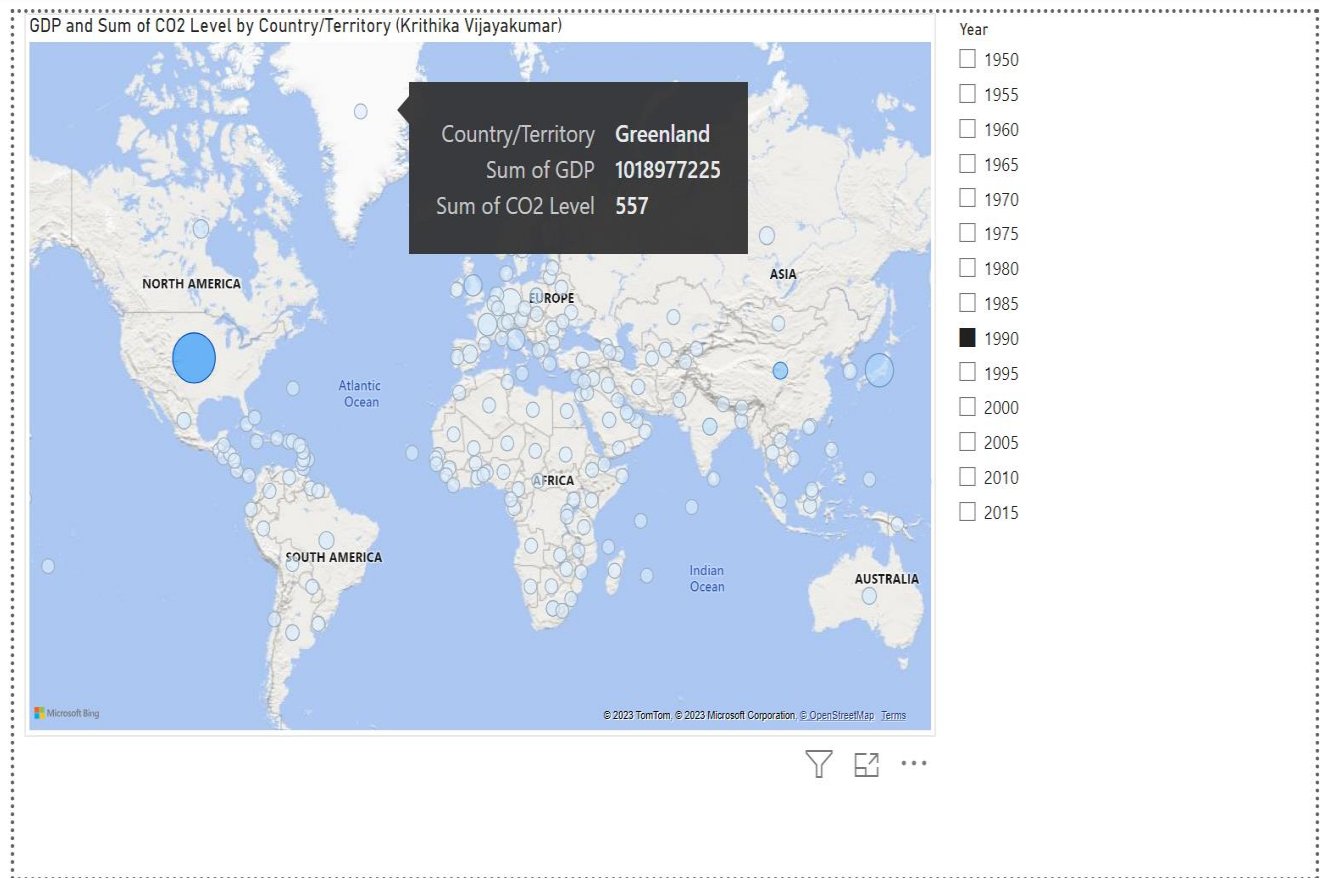 GDP and Sum of CO2 Level by Country/Territory (Krithika Vijayakumar)
Year
1950
1955
1960
1965
1970
1975
1980
1985
1990
1995
2000
2005
2010
2015
Country/Territory Greenland
Sum of GDP 1018977225
Sum of CO2 Level 557
NORTH AMERICA
EUROPE
ASIA
Atlantic
Ocean
AFRICA
SOUTH AMERICA
Indian
Ocean
AUSTRALIA
Microsoft Bing
© 2023 TomTom, © 2023 Microsoft Corporation, © OpenStreetMap Terms